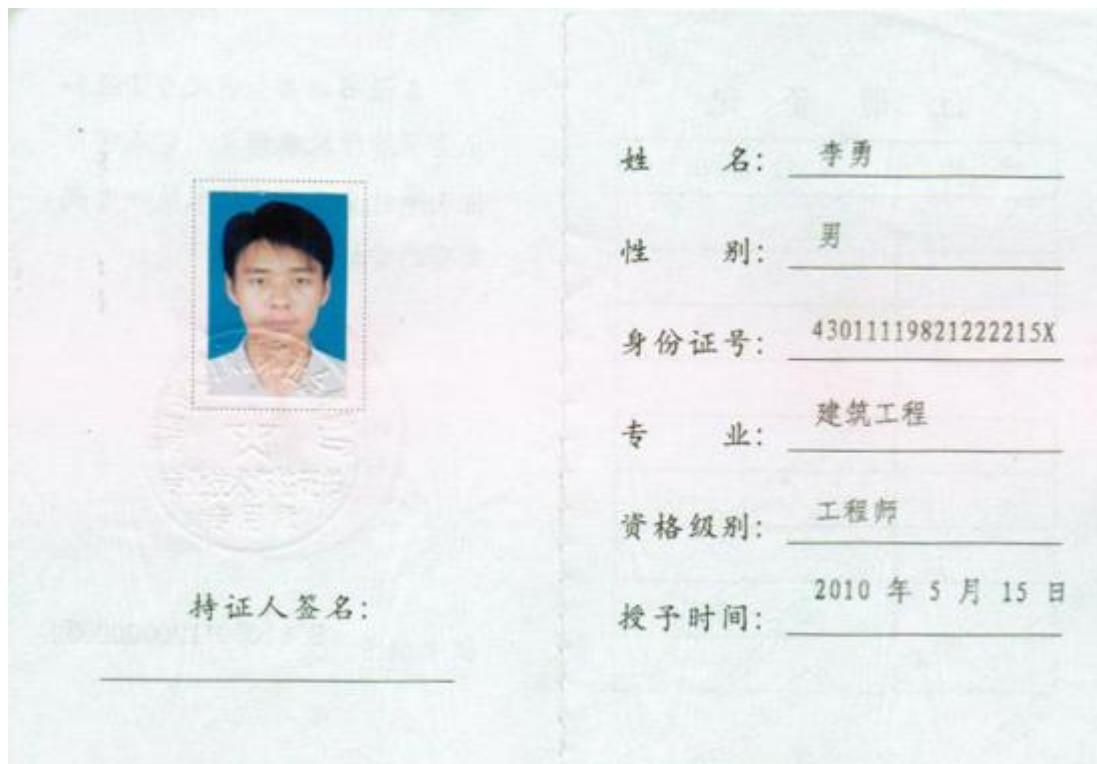 持证人签名：
姓 名： 李勇
性 别： 男
身份证号： 43011119821222215X
专 业： 建筑工程
资格级别： 工程师
授予时间： 2010 年 5 月 15 日